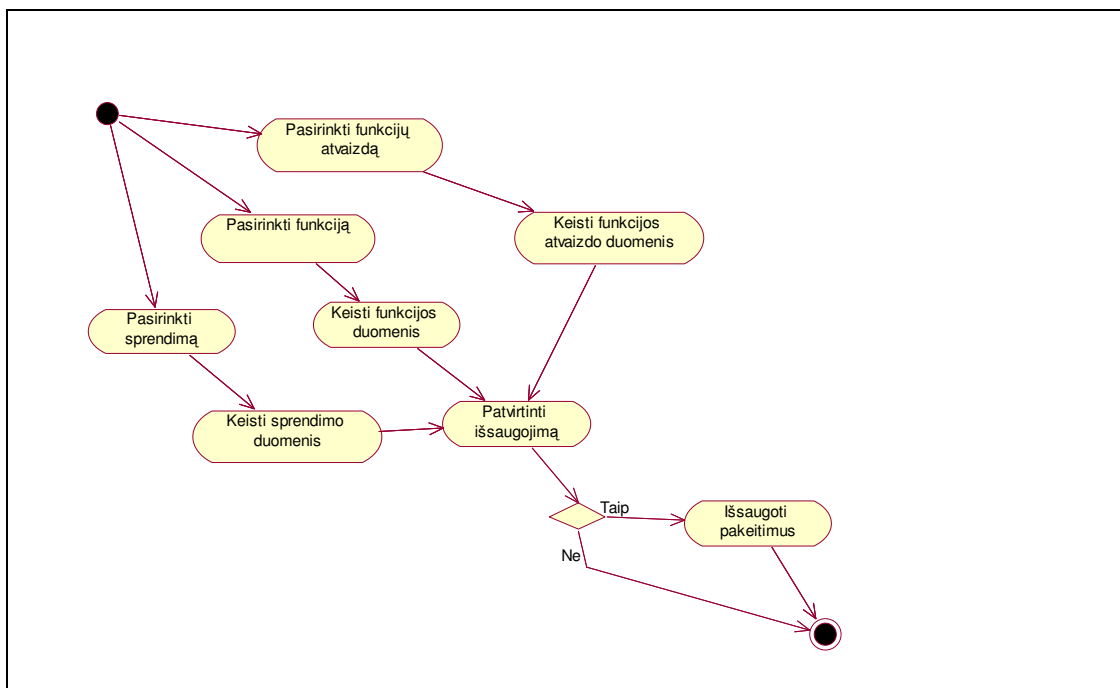 Pasirinkti funkcijų
atvaizdą
Pasirinkti funkciją
Keisti funkcijos
atvaizdo duomenis
Pasirinkti
sprendimą
Keisti funkcijos
duomenis
Keisti sprendimo
duomenis
Patvirtinti
išsaugojimą
Taip
Išsaugoti
pakeitimus
Ne